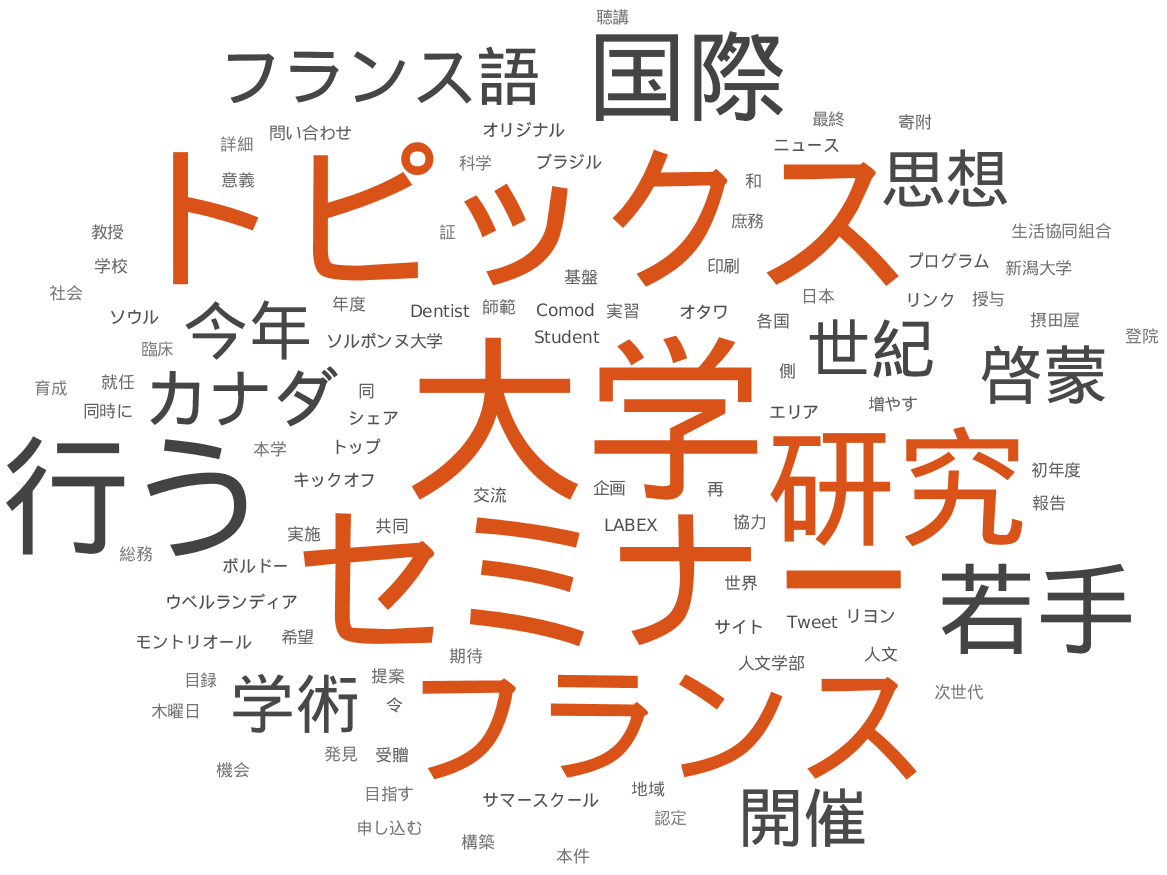 聴講
フランス語
国際
最終
寄附
詳細
問い合わせ
オリジナル
ニュース
トピックス
科学
ブラジル
思想
意義
和
教授
証
庶務
生活協同組合
学校
基盤
印刷
プログラム
新潟大学
社会
年度
日本
リンク
授与
ソウル
今年
Dentist
師範
Comod
実習
オタワ
各国
世紀
摂田屋
臨床
ソルボンヌ大学
Student
登院
育成
就任
カナダ
同
大学
側
啓蒙
同時に
シェア
エリア
増やす
行う
本学
トップ
研究
初年度
キックオフ
交流
企画
再
報告
総務
実施
共同
LABEX
協力
ボルドー
セミナー
世界
若手
ウベルランディア
サイト
Tweet
リヨン
モントリオール
希望
期待
人文学部
人文
目録
学術
提案
フランス
次世代
木曜日
令
機会
発見
受贈
目指す
サマースクール
地域
開催
申し込む
構築
認定
本件